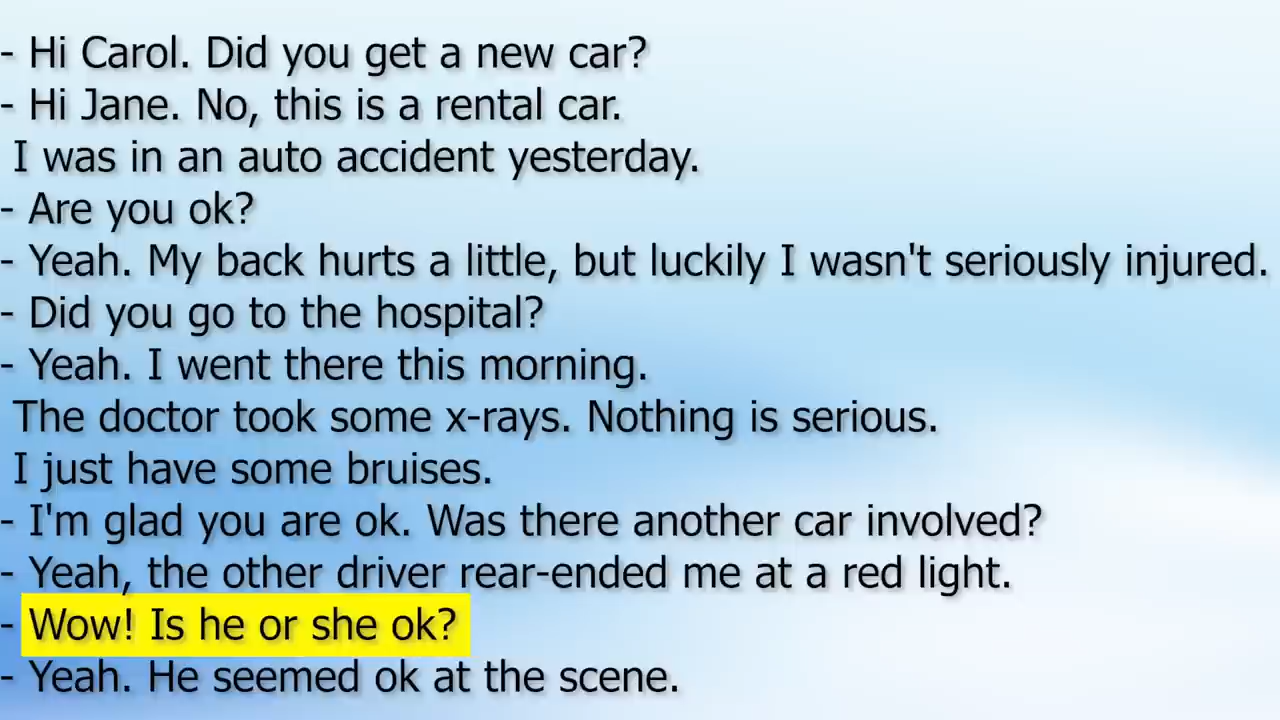 - Hi Carol. Did you get a new car?
- Hi Jane. No, this is a rental car.
I was in an auto accident yesterday.
- Are you ok?
- Yeah. My back hurts a little, but luckily I wasn't seriously injured.
- Did you go to the hospital?
- Yeah. I went there this morning.
The doctor took some x-rays. Nothing is serious.
I just have some bruises.
- I'm glad you are ok. Was there another car involved?
- Yeah, the other driver rear-ended me at a red light.
- Wow! Is he or she ok?
- Yeah. He seemed ok at the scene.